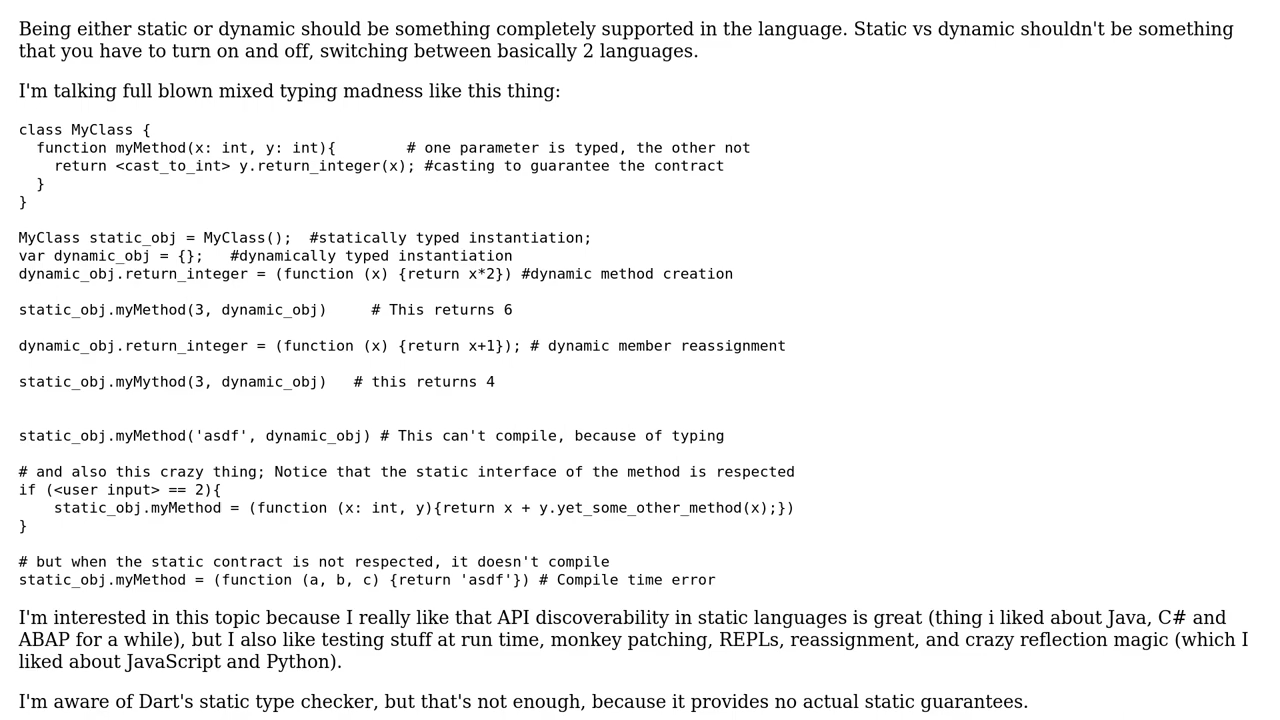 Being either static or dynamic should be something completely supported in the language. Static vs dynamic shouldn't be something
that you have to turn on and off, switching between basically 2 languages.
I'm talking full blown mixed typing madness like this thing:
class MyClass {
  function myMethod(x: int, y: int){        # one parameter is typed, the other not
    return <cast_to_int> y.return_integer(x); #casting to guarantee the contract
  }
}
MyClass static_obj = MyClass();  #statically typed instantiation;
var dynamic_obj = {};   #dynamically typed instantiation
dynamic_obj.return_integer = (function (x) {return x*2}) #dynamic method creation
static_obj.myMethod(3, dynamic_obj)     # This returns 6
dynamic_obj.return_integer = (function (x) {return x+1}); # dynamic member reassignment
static_obj.myMythod(3, dynamic_obj)   # this returns 4
static_obj.myMethod('asdf', dynamic_obj) # This can't compile, because of typing
# and also this crazy thing; Notice that the static interface of the method is respected
if (<user input> == 2){
    static_obj.myMethod = (function (x: int, y){return x + y.yet_some_other_method(x);})
}
# but when the static contract is not respected, it doesn't compile
static_obj.myMethod = (function (a, b, c) {return 'asdf'}) # Compile time error
I'm interested in this topic because I really like that API discoverability in static languages is great (thing i liked about Java, C# and
ABAP for a while), but I also like testing stuff at run time, monkey patching, REPLs, reassignment, and crazy reflection magic (which I
liked about JavaScript and Python).
I'm aware of Dart's static type checker, but that's not enough, because it provides no actual static guarantees.